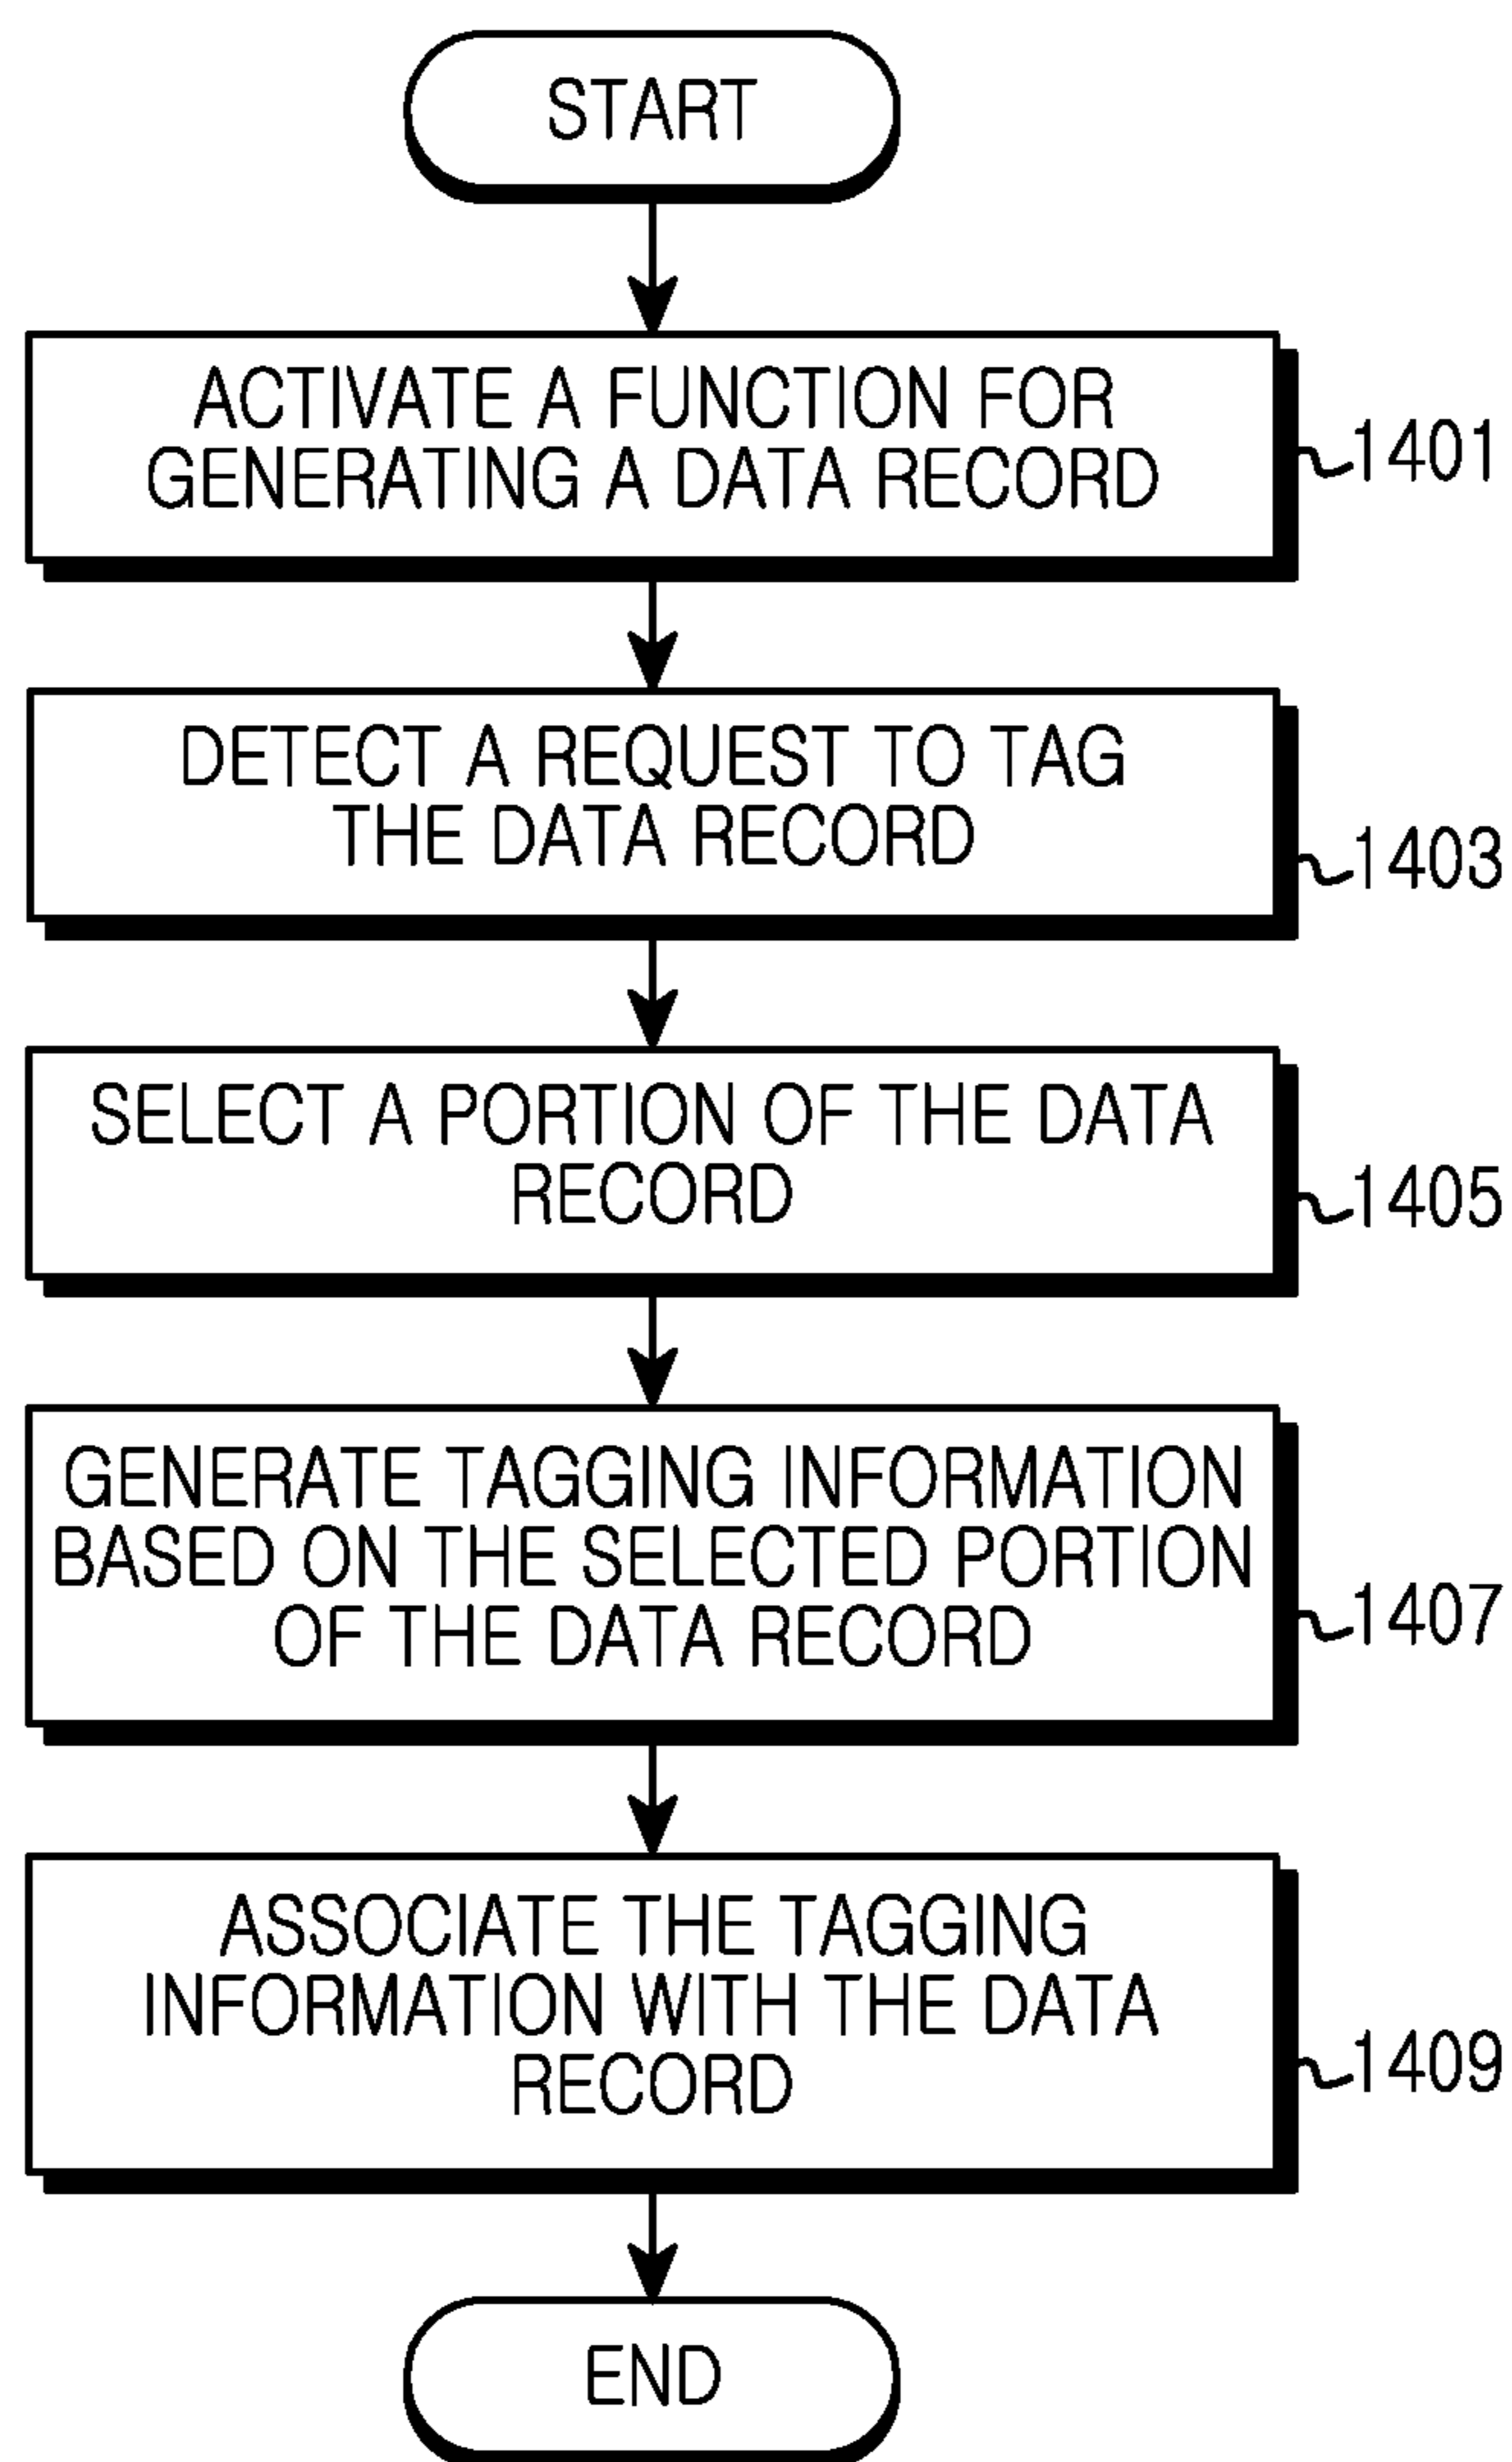 START
ACTIVATE A FUNCTION FOR
GENERATING A DATA RECORD
1401
DETECT A REQUEST TO TAG
THE DATA RECORD
1403
SELECT A PORTION OF THE DATA
RECORD
1405
GENERATE TAGGING INFORMATION
BASED ON THE SELECTED PORTION
OF THE DATA RECORD
1407
ASSOCIATE THE TAGGING
INFORMATION WITH THE DATA
RECORD
1409
END